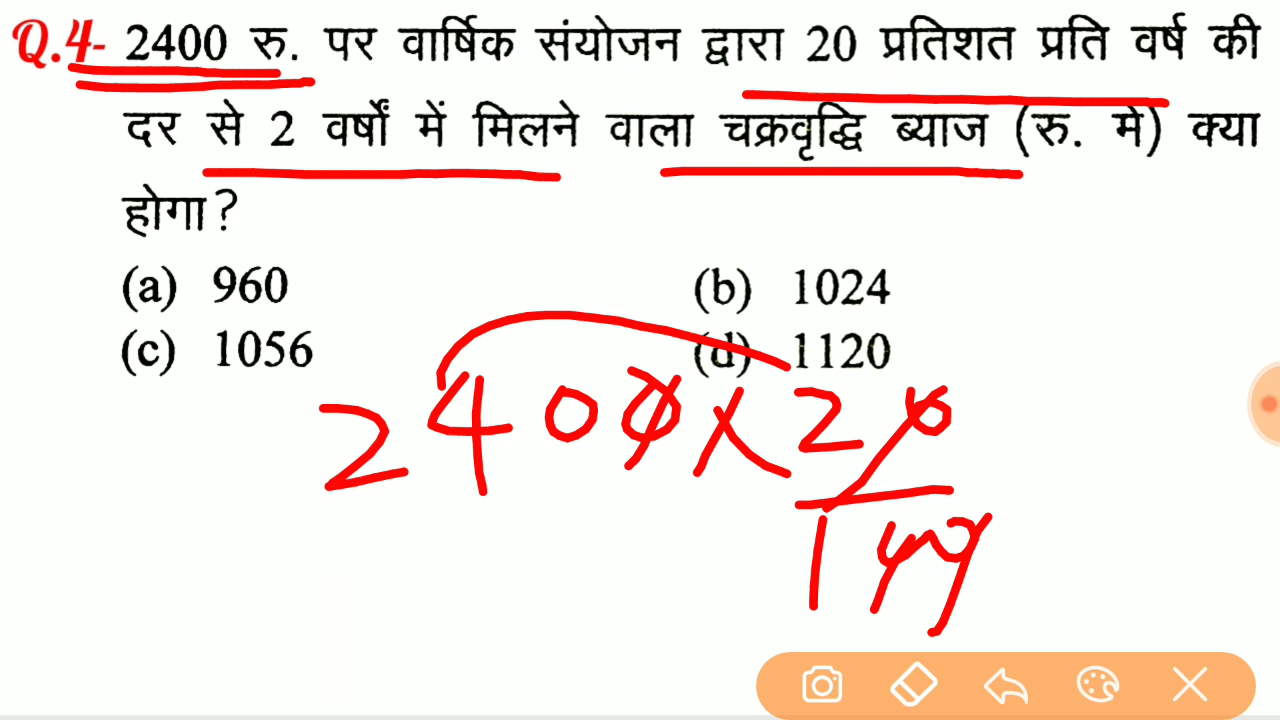 Q.4- 2400 रु. पर वार्षिक संयोजन द्वारा 20 प्रतिशत प्रति वर्ष की
दर से 2 वर्षों में मिलने वाला चक्रवृद्धि ब्याज (रु. मे) क्या
होगा?
(a) 960 (b) 1024
(c) 1056 (d) 1120
2400 × 20
100